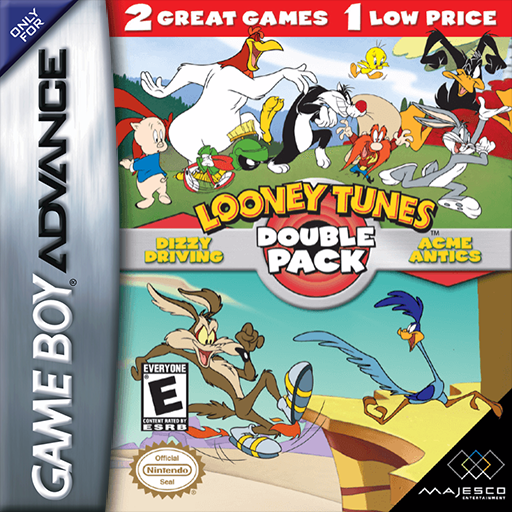 ONLY
FOR
GAME BOY ADVANCE
2 GREAT GAMES 1 LOW PRICE
LOONEY TUNES
DIZZY
DRIVING
DOUBLE
PACK
™
ACME
ANTICS
EVERYONE
E
CONTENT RATED BY
ESRB
Official
Nintendo
Seal
MAJESCO
ENTERTAINMENT